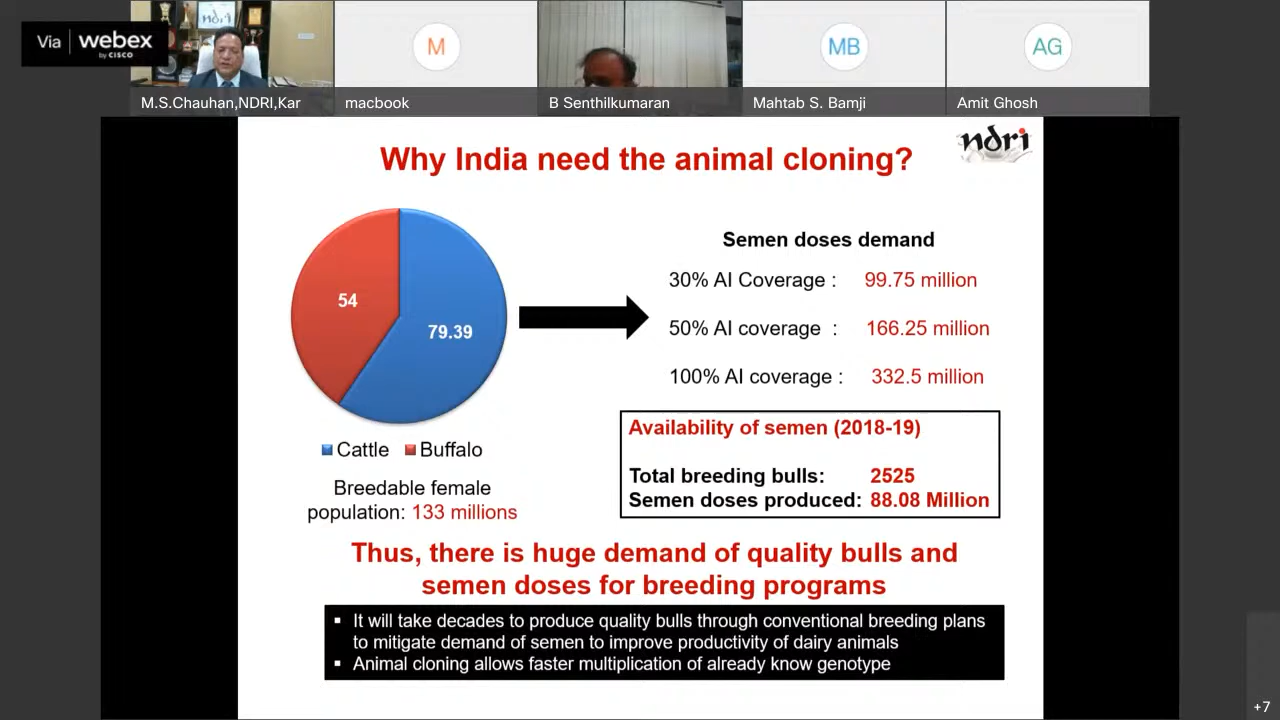 Via webex
by CISCO
ndri
M.S.Chauhan,NDRI,Kar
M
macbook
B Senthilkumaran
MB
Mahtab S. Bamji
AG
Amit Ghosh
ndri
Why India need the animal cloning?
54
79.39
Cattle Buffalo
Breedable female
population: 133 millions
Semen doses demand
30% AI Coverage : 99.75 million
50% AI coverage : 166.25 million
100% AI coverage : 332.5 million
Availability of semen (2018-19)
Total breeding bulls: 2525
Semen doses produced: 88.08 Million
Thus, there is huge demand of quality bulls and
semen doses for breeding programs
▪ It will take decades to produce quality bulls through conventional breeding plans
to mitigate demand of semen to improve productivity of dairy animals
▪ Animal cloning allows faster multiplication of already know genotype
+7